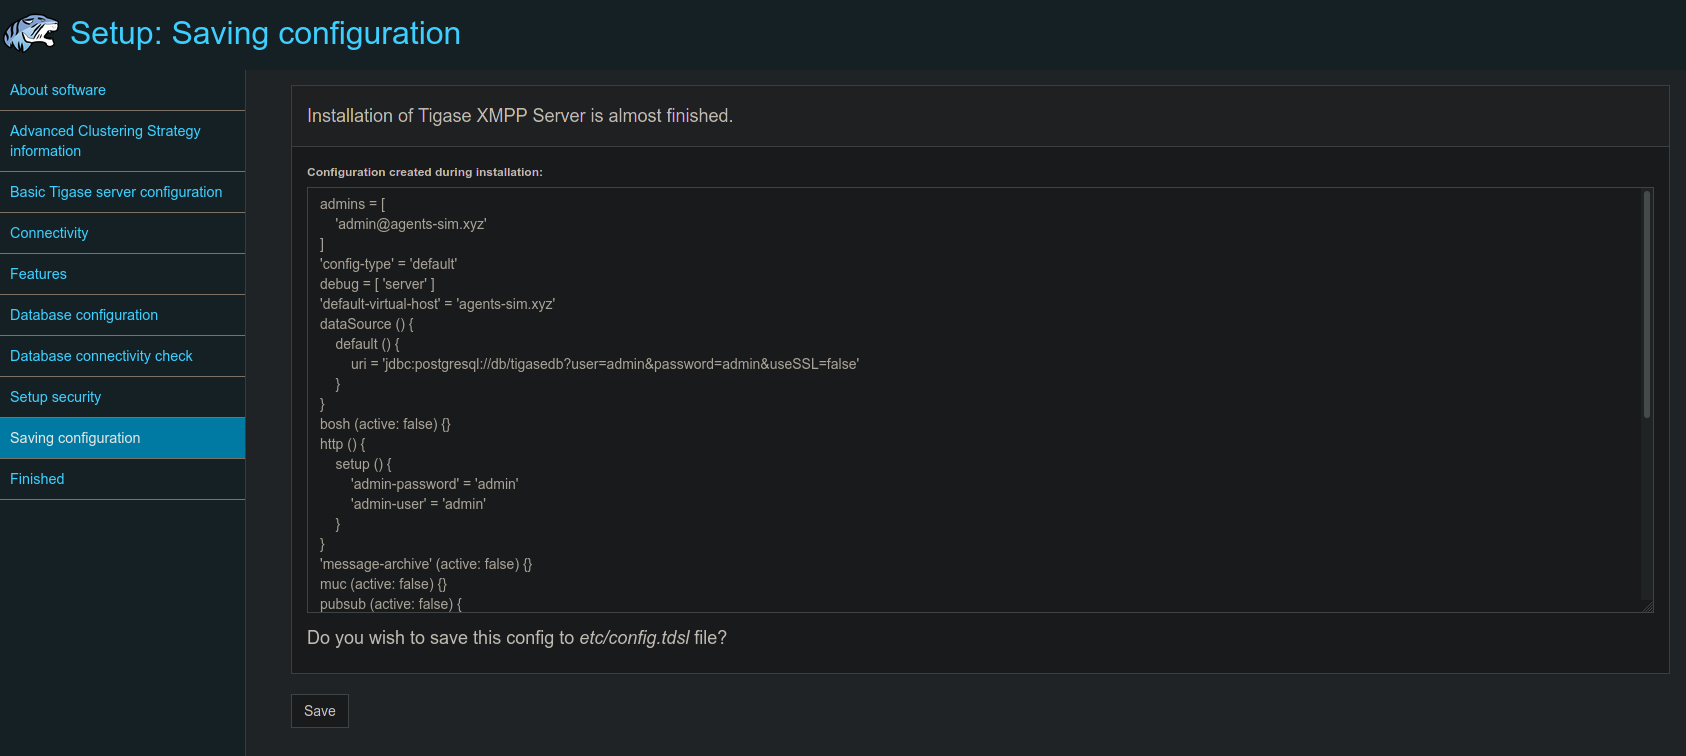 Setup: Saving configuration
About software
Advanced Clustering Strategy
information
Basic Tigase server configuration
Connectivity
Features
Database configuration
Database connectivity check
Setup security
Saving configuration
Finished
Installation of Tigase XMPP Server is almost finished.
Configuration created during installation:
admins = [
    'admin@agents-sim.xyz'
]
'config-type' = 'default'
debug = [ 'server' ]
'default-virtual-host' = 'agents-sim.xyz'
dataSource () {
    default () {
        uri = 'jdbc:postgresql://db/tigasedb?user=admin&password=admin&useSSL=false'
    }
}
bosh (active: false) {}
http () {
    setup () {
        'admin-password' = 'admin'
        'admin-user' = 'admin'
    }
}
'message-archive' (active: false) {}
muc (active: false) {}
pubsub (active: false) {
Do you wish to save this config to etc/config.tdsl file?
Save